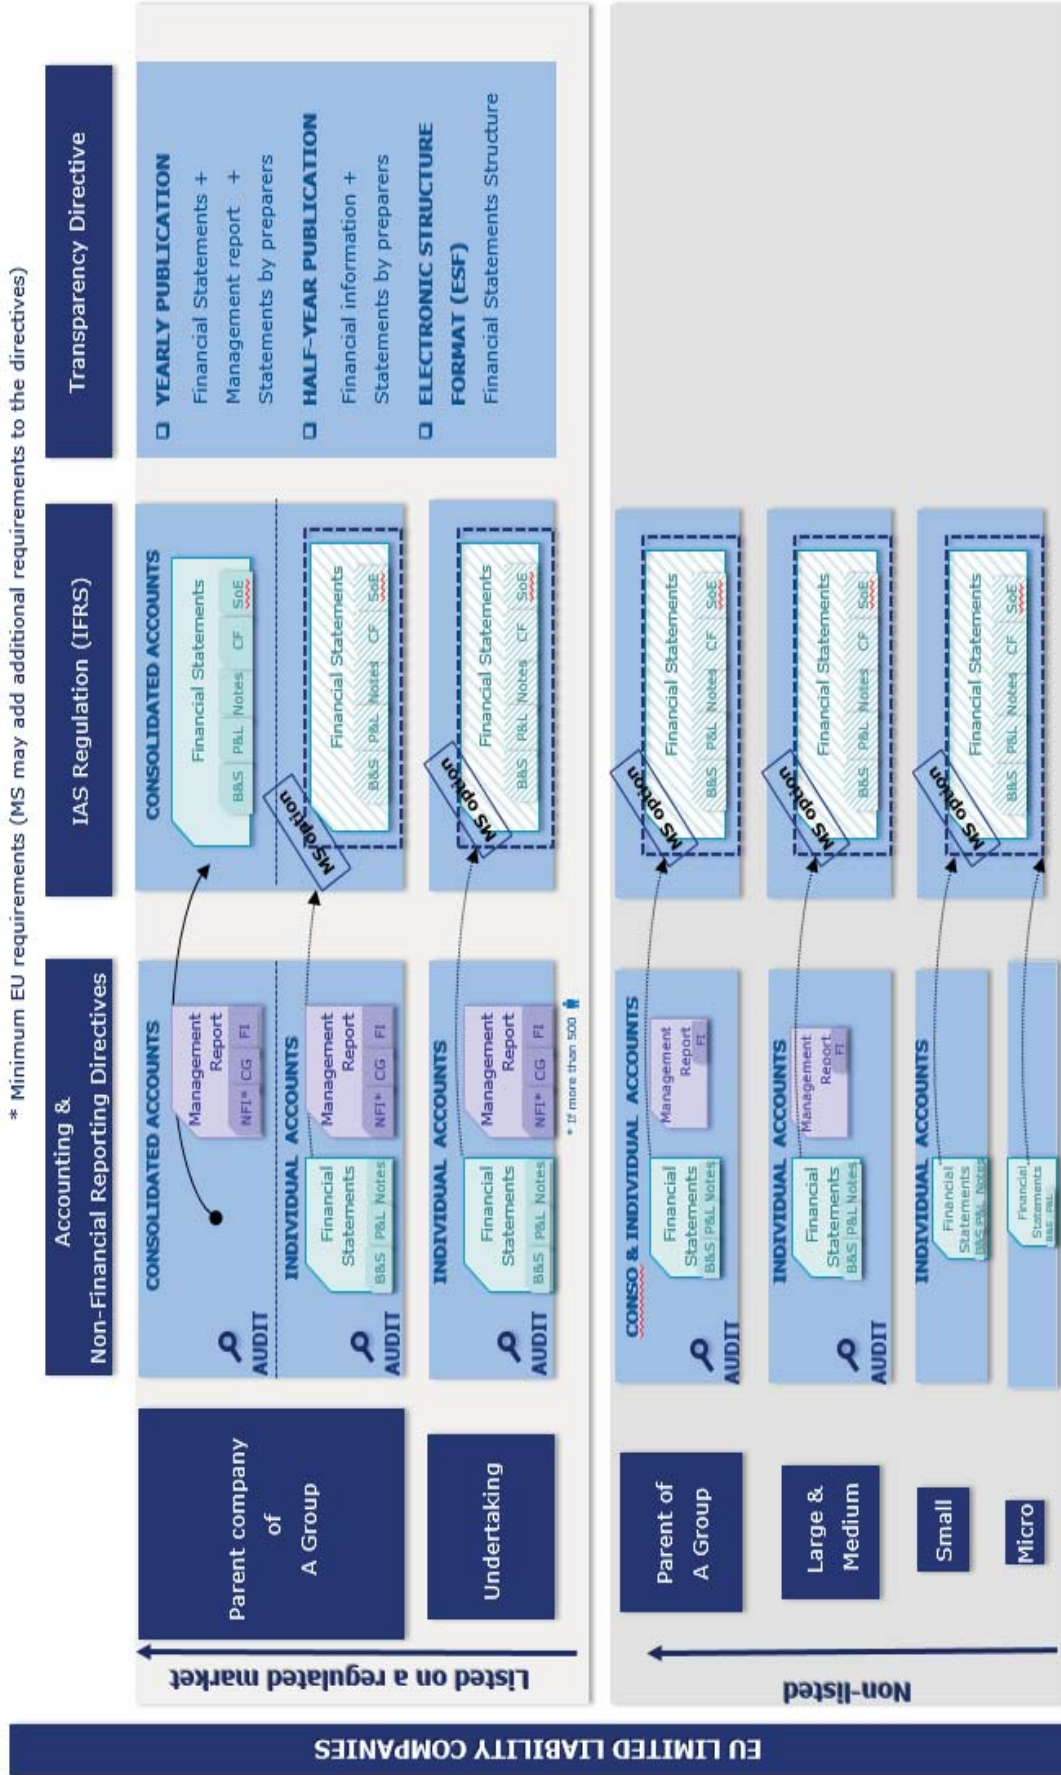 * Minimum EU requirements (MS may add additional requirements to the directives)
Accounting &
Non-Financial Reporting Directives
IAS Regulation (IFRS)
Transparency Directive
EU LIMITED LIABILITY COMPANIES
Listed on a regulated market
Parent company
of
A Group
CONSOLIDATED ACCOUNTS
AUDIT
Management
Report
NFI* CG FI
CONSOLIDATED ACCOUNTS
Financial Statements
B&S P&L Notes CF SoE
INDIVIDUAL ACCOUNTS
AUDIT
Financial
Statements
B&S P&L Notes
Management
Report
NFI* CG FI
MS option
Financial Statements
B&S P&L Notes CF SoE
Undertaking
INDIVIDUAL ACCOUNTS
AUDIT
Financial
Statements
B&S P&L Notes
Management
Report
NFI* CG FI
* If more than 500
MS option
Financial Statements
B&S P&L Notes CF SoE
❑ YEARLY PUBLICATION
Financial Statements +
Management report +
Statements by preparers
❑ HALF-YEAR PUBLICATION
Financial information +
Statements by preparers
❑ ELECTRONIC STRUCTURE
FORMAT (ESF)
Financial Statements Structure
Non-listed
Parent of
A Group
CONSO & INDIVIDUAL ACCOUNTS
AUDIT
Financial
Statements
B&S P&L Notes
Management
Report
FI
MS option
Financial Statements
B&S P&L Notes CF SoE
Large &
Medium
INDIVIDUAL ACCOUNTS
AUDIT
Financial
Statements
B&S P&L Notes
Management
Report
FI
MS option
Financial Statements
B&S P&L Notes CF SoE
Small
INDIVIDUAL ACCOUNTS
Financial
Statements
B&S P&L Notes
MS option
Financial Statements
B&S P&L Notes CF SoE
Micro
Financial
Statements
B&S P&L